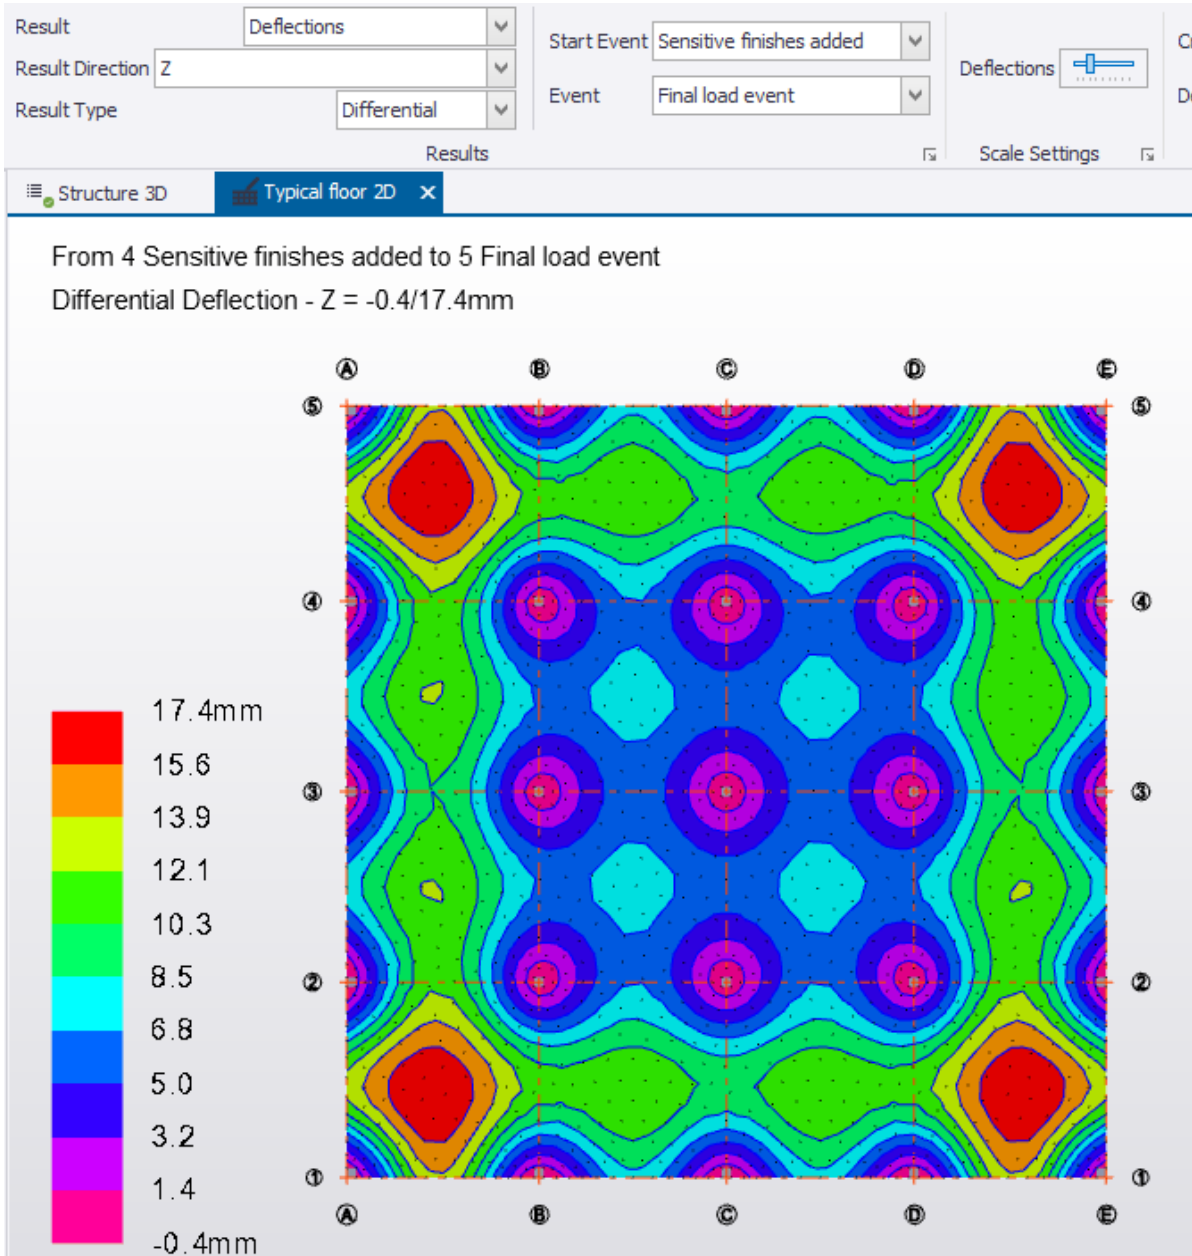 Result Deflections
Result Direction Z
Result Type Differential
Start Event Sensitive finishes added
Event Final load event
Results
Deflections
Scale Settings
Structure 3D
Typical floor 2D X
From 4 Sensitive finishes added to 5 Final load event
Differential Deflection - Z = -0.4/17.4mm
A B C D E
5 5
4 4
3 3
2 2
1 1
A B C D E
17.4mm
15.6
13.9
12.1
10.3
8.5
6.8
5.0
3.2
1.4
-0.4mm